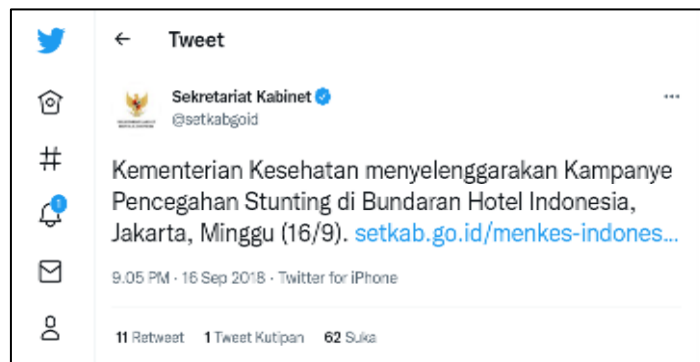 Tweet
Sekretariat Kabinet
@setkabgoid
Kementerian Kesehatan menyelenggarakan Kampanye
Pencegahan Stunting di Bundaran Hotel Indonesia,
Jakarta, Minggu (16/9). setkab.go.id/menkes-indones...
9.05 PM · 16 Sep 2018 · Twitter for iPhone
11 Retweet 1 Tweet Kutipan 62 Suka
1